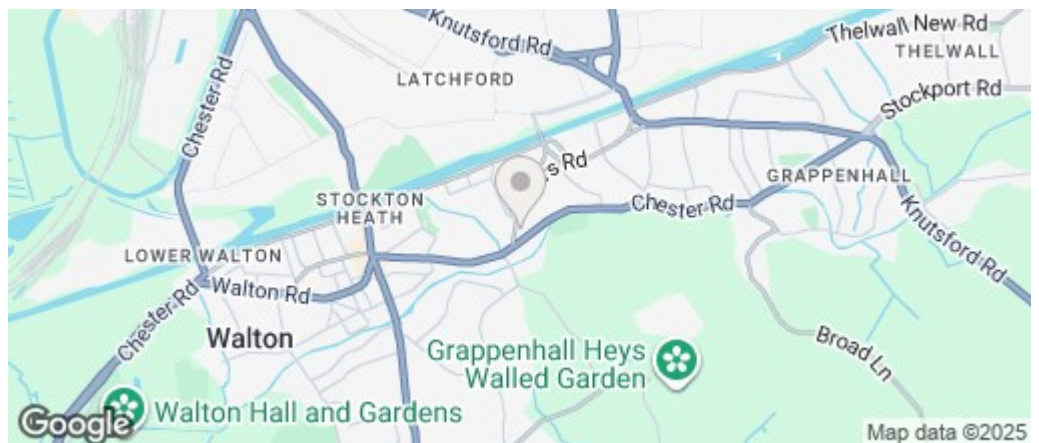 Knutsford Rd
Thelwall New Rd
THELWALL
LATCHFORD
Chester Rd
Stockport Rd
Rd
GRAPPENHALL
STOCKTON
HEATH
Chester Rd
Knutsford Rd
LOWER WALTON
Walton Rd
Chester Rd
Walton
Broad Ln
Grappenhall Heys
Walled Garden
Walton Hall and Gardens
Google
Map data ©2025